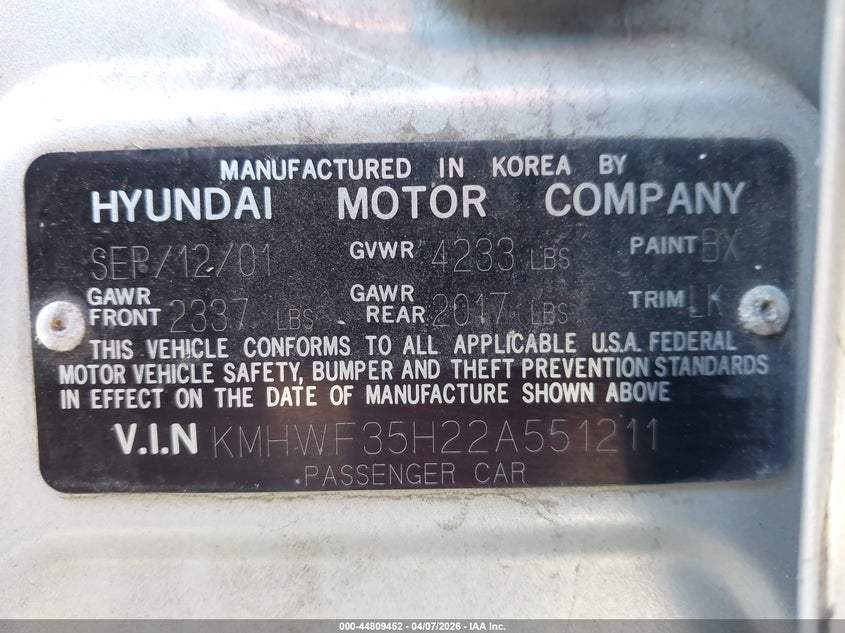 MANUFACTURED IN KOREA BY
HYUNDAI MOTOR COMPANY
SEP/12/01 GVWR 4233 LBS PAINT BX
GAWR FRONT 2337 LBS GAWR REAR 2017 LBS TRIM LK
THIS VEHICLE CONFORMS TO ALL APPLICABLE U.S.A. FEDERAL
MOTOR VEHICLE SAFETY, BUMPER AND THEFT PREVENTION STANDARDS
IN EFFECT ON THE DATE OF MANUFACTURE SHOWN ABOVE
V.I.N KMHWF35H22A551211
PASSENGER CAR
000-44809452 - 04/07/2026 - IAA Inc.